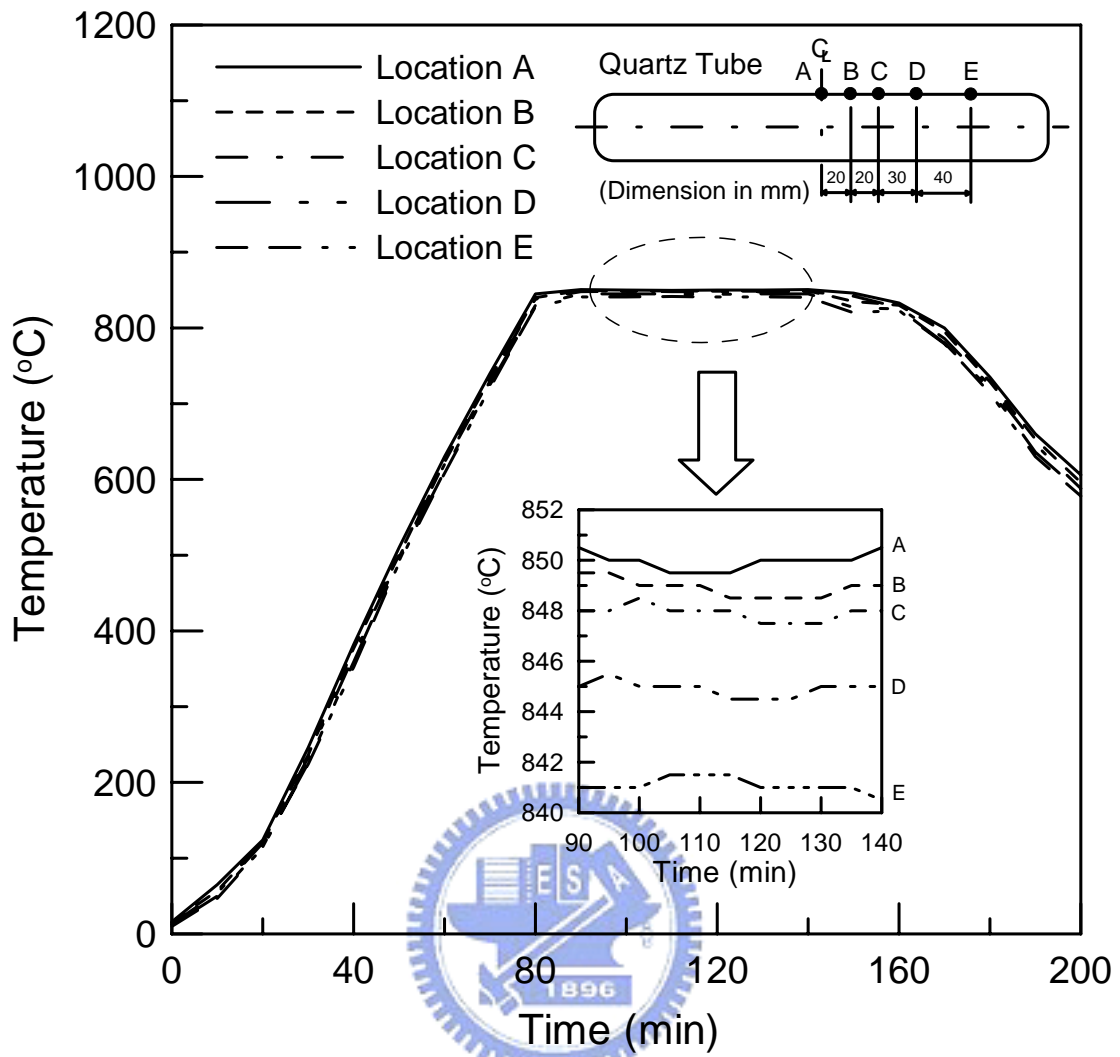 1200
1000
800
600
400
200
0
Temperature (°C)
0 40 80 120 160 200
Time (min)
Location A
Location B
Location C
Location D
Location E
Quartz Tube
A ℄ B C D E
20 20 30 40
(Dimension in mm)
852
850
848
846
844
842
840
Temperature (°C)
A
B
C
D
E
90 100 110 120 130 140
Time (min)
E S A
1896